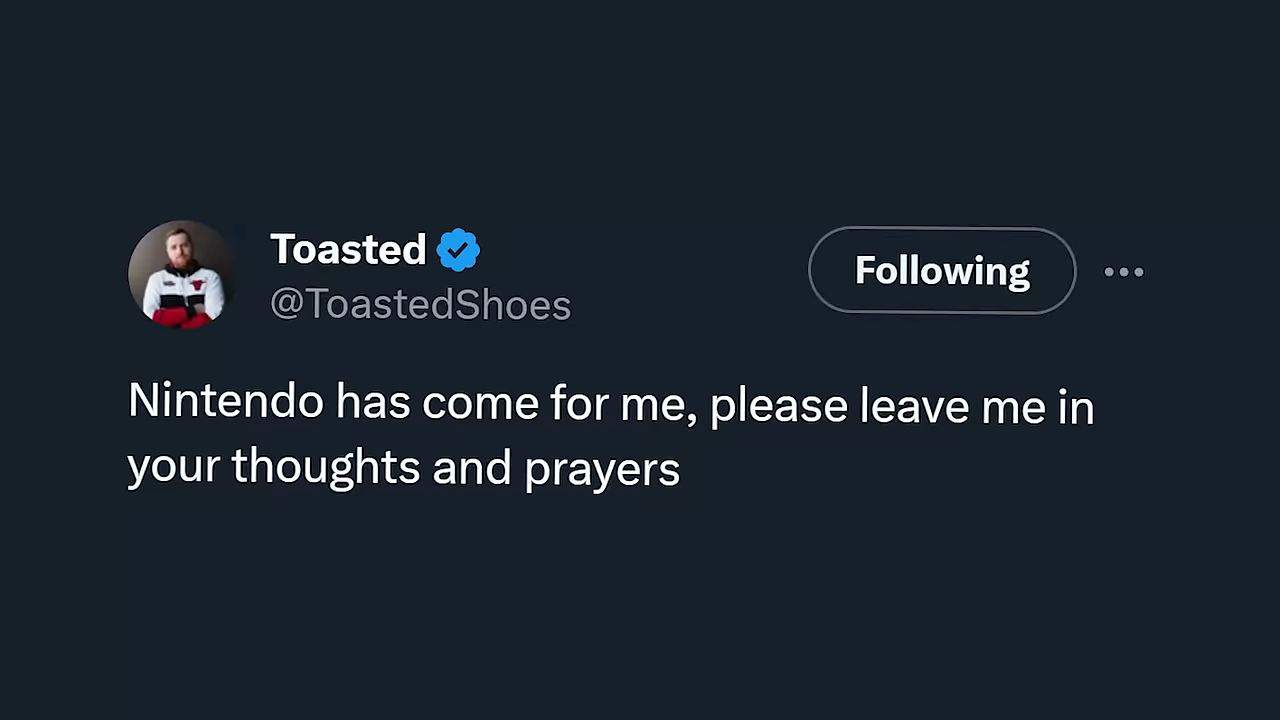 Toasted
@ToastedShoes
Following
Nintendo has come for me, please leave me in
your thoughts and prayers